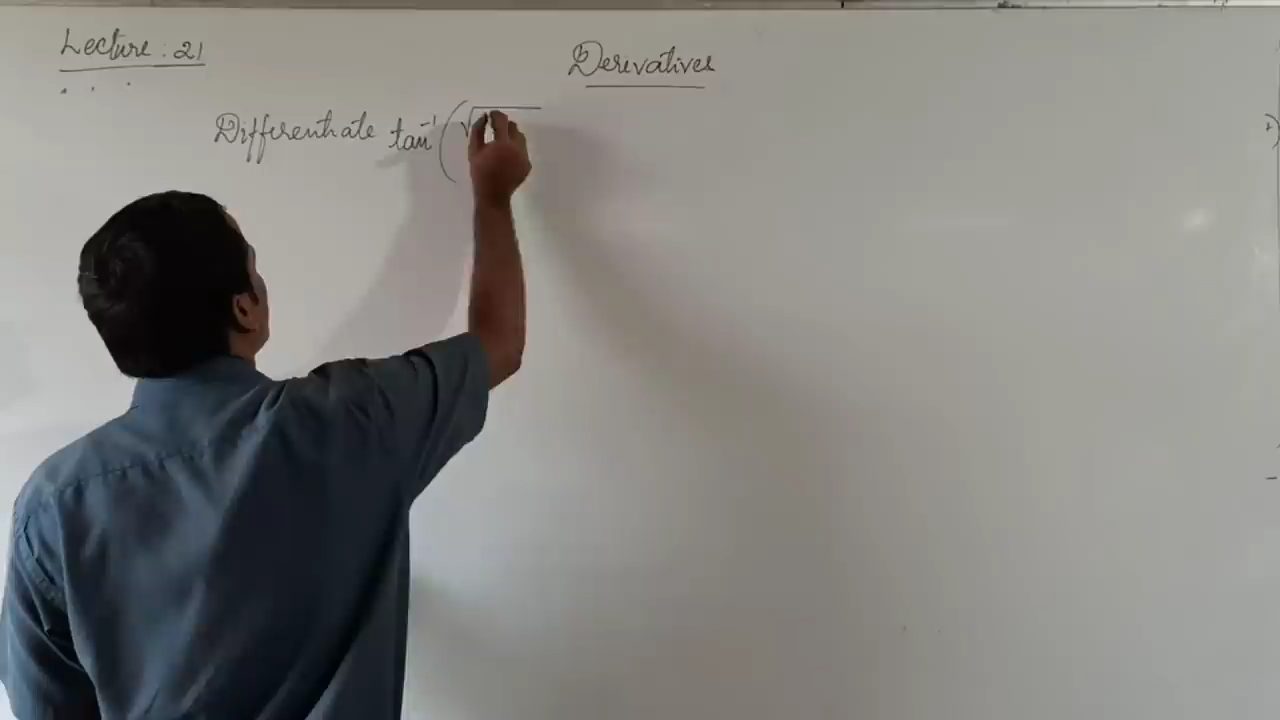 Lecture : 21
Derivatives
Differentiate tan⁻¹(√